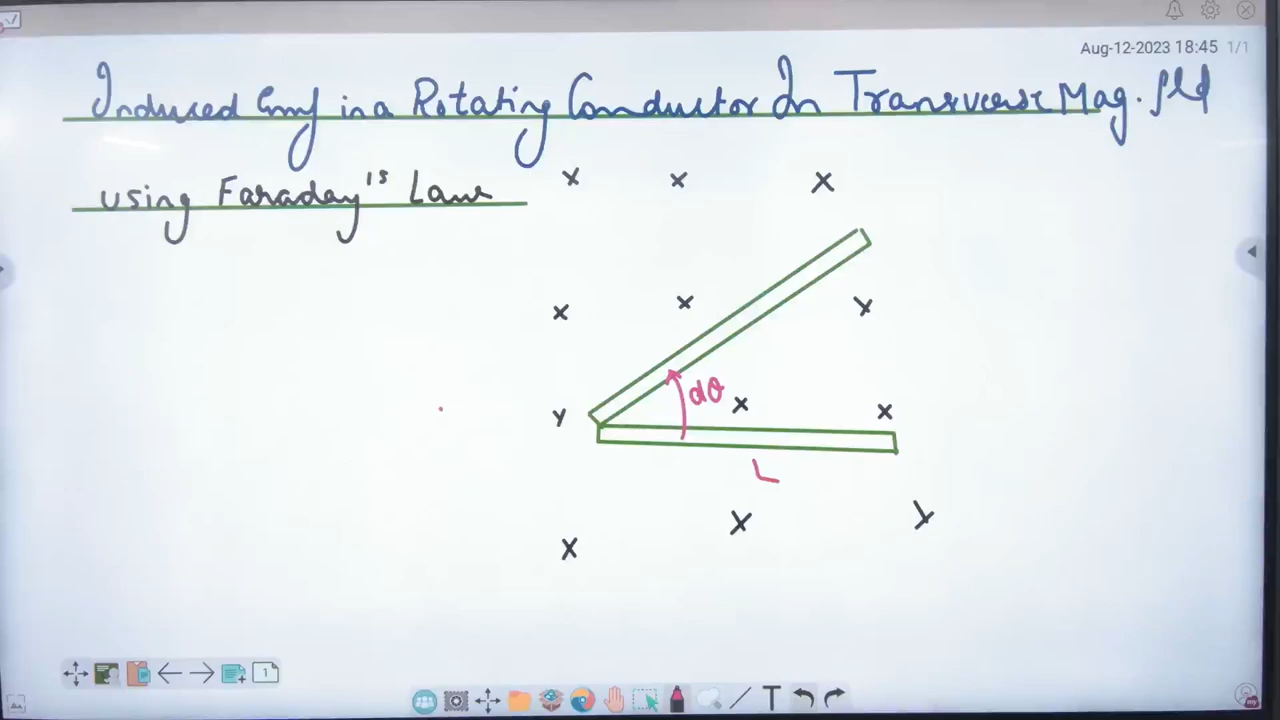 Aug-12-2023 18:45 1/1
Induced Emf in a Rotating Conductor In Transverse Mag. fld
using Faraday's Law
x x x
x x x
dθ
x x x
L
x x x
1
T